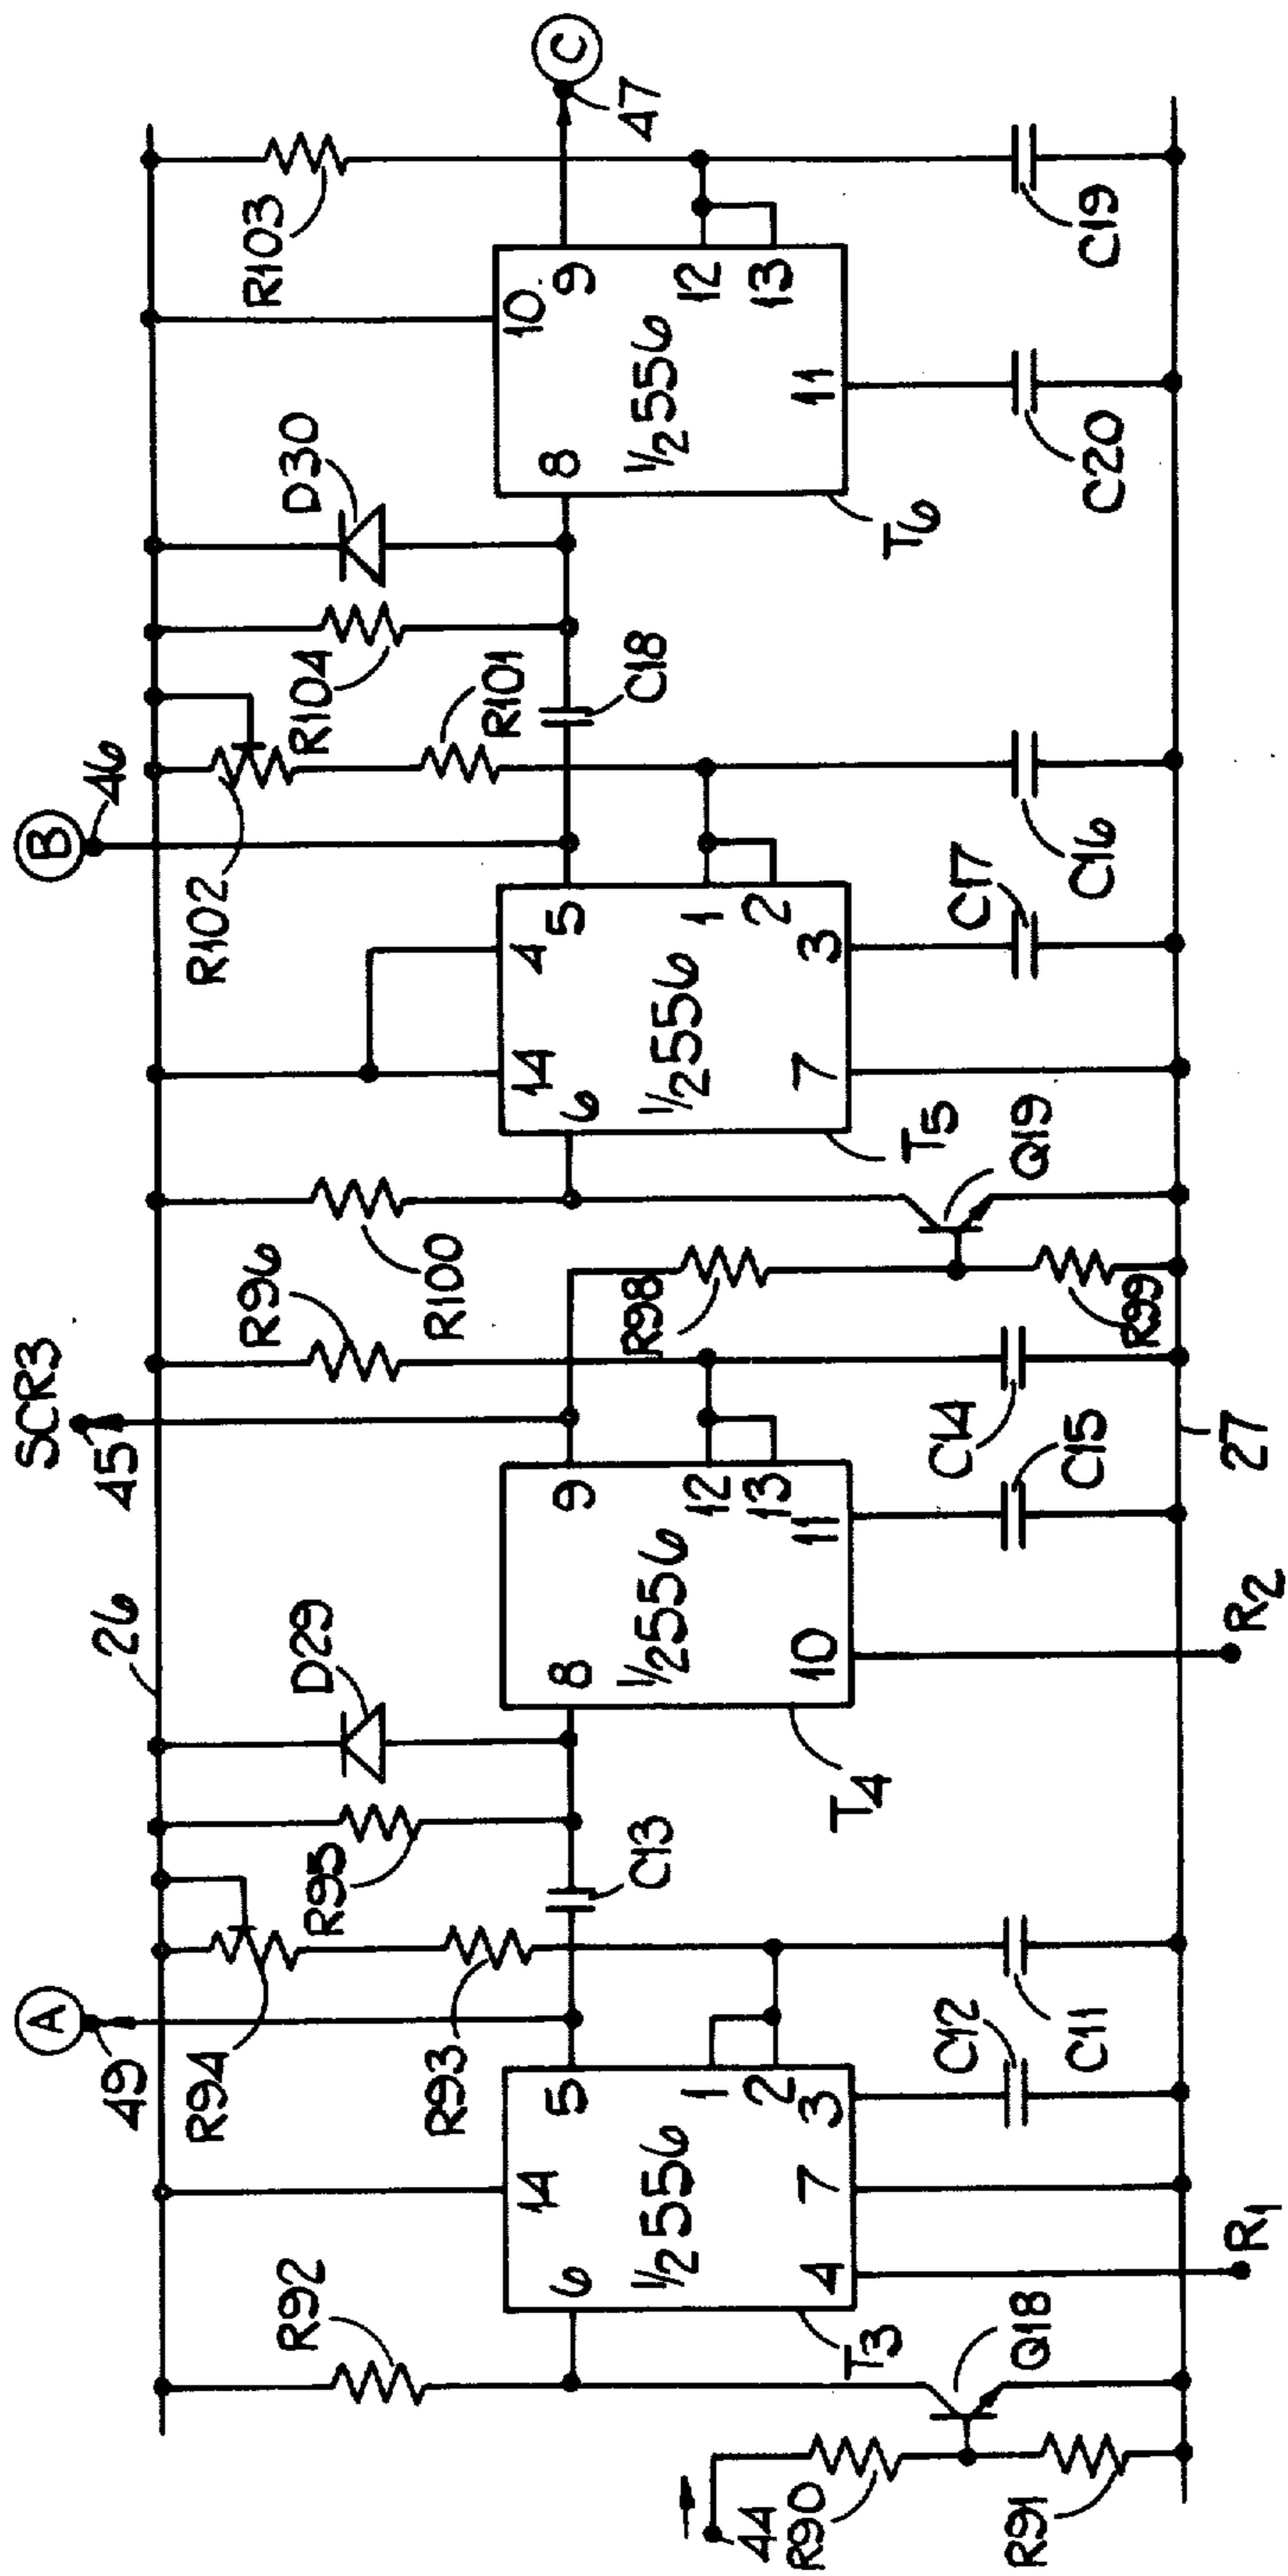 A
49
SCR3
45
B
46
C
47
26
R92
R94
R93
R95
D29
C13
R96
R100
R102
R101
R104
D30
C18
R103
6
14
5
1
2
3
7
4
1/2 556
T3
8
9
12
13
11
10
1/2 556
T4
6
14
4
5
1
2
3
7
1/2 556
T5
8
10
9
12
13
11
1/2 556
T6
44
R90
R91
Q18
R1
C12
C11
R2
C15
C14
R98
R99
Q19
C17
C16
C20
C19
27